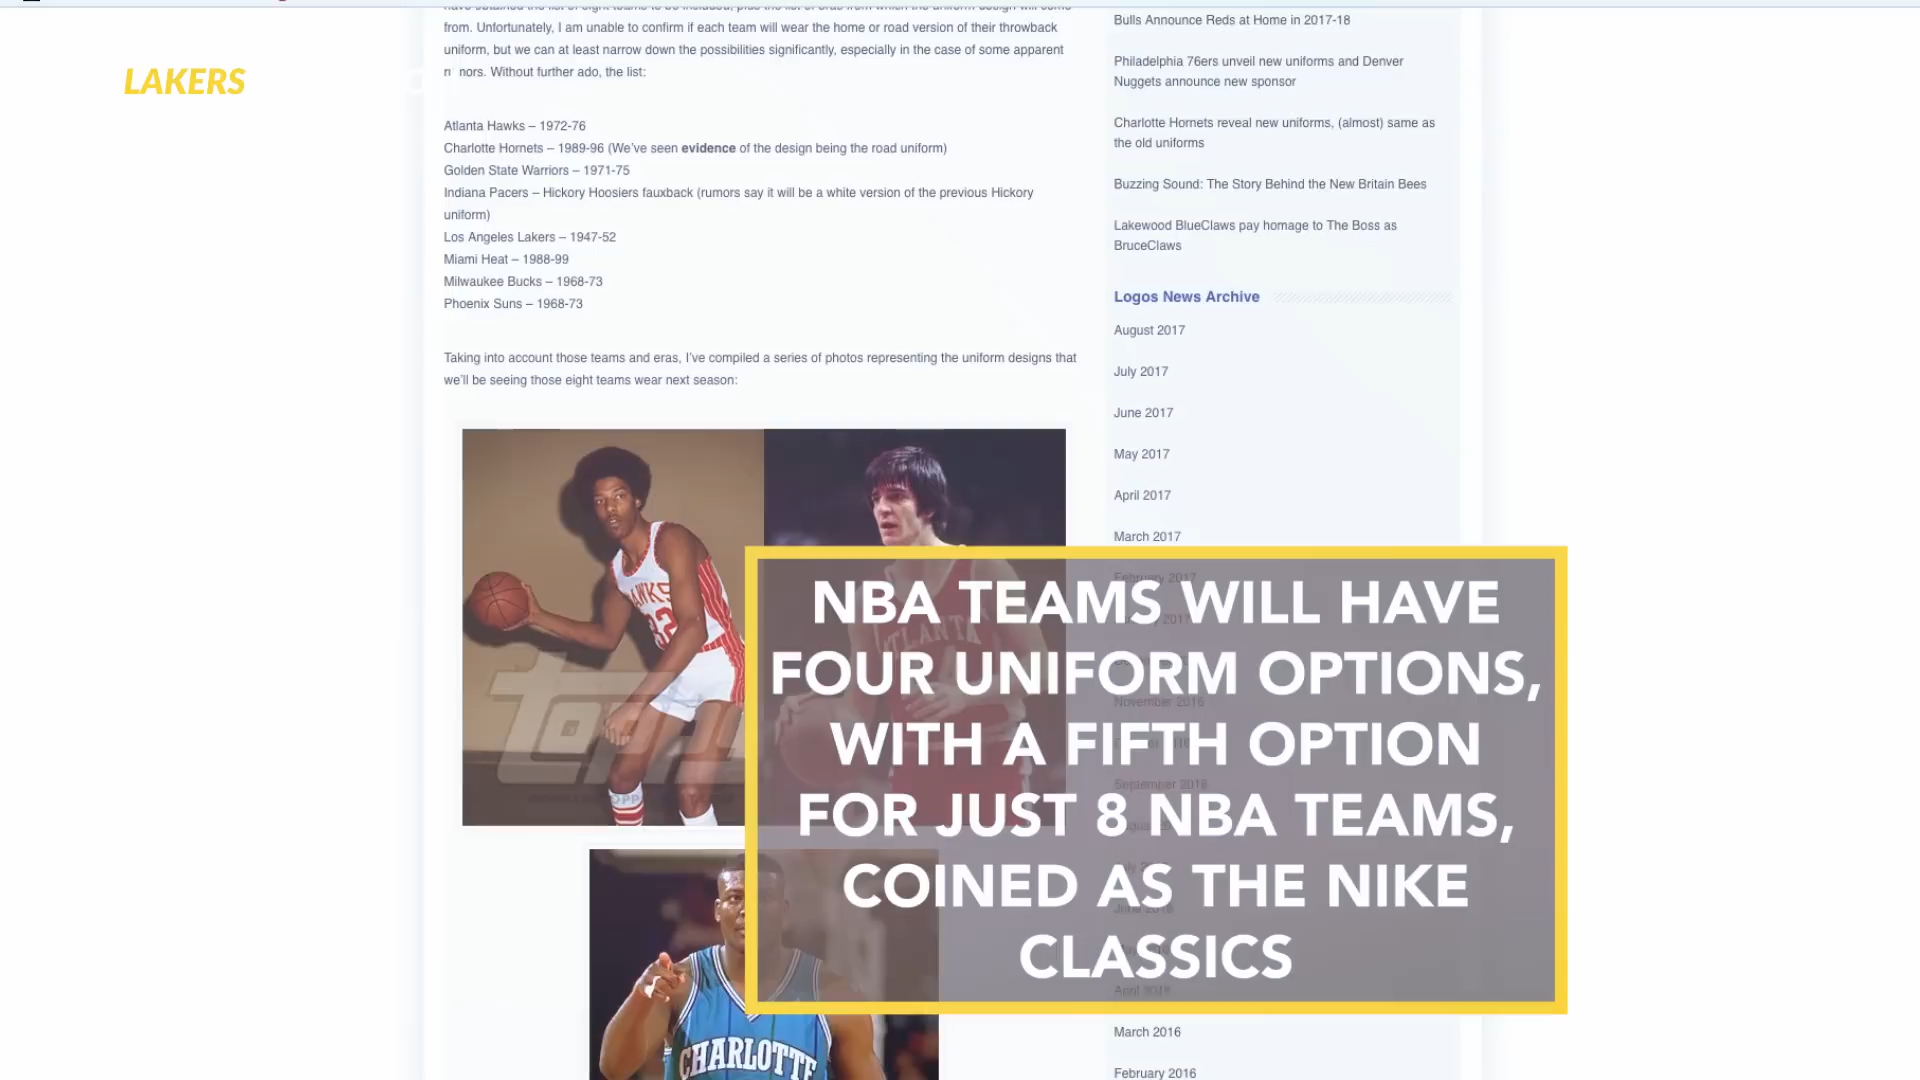 from. Unfortunately, I am unable to confirm if each team will wear the home or road version of their throwback
uniform, but we can at least narrow down the possibilities significantly, especially in the case of some apparent
nors. Without further ado, the list:
LAKERS
Atlanta Hawks – 1972-76
Charlotte Hornets – 1989-96 (We've seen evidence of the design being the road uniform)
Golden State Warriors – 1971-75
Indiana Pacers – Hickory Hoosiers fauxback (rumors say it will be a white version of the previous Hickory
uniform)
Los Angeles Lakers – 1947-52
Miami Heat – 1988-99
Milwaukee Bucks – 1968-73
Phoenix Suns – 1968-73
Taking into account those teams and eras, I've compiled a series of photos representing the uniform designs that
we'll be seeing those eight teams wear next season:
ATLANTA
CHARLOTTE
NBA TEAMS WILL HAVE
FOUR UNIFORM OPTIONS,
WITH A FIFTH OPTION
FOR JUST 8 NBA TEAMS,
COINED AS THE NIKE
CLASSICS
Bulls Announce Reds at Home in 2017-18
Philadelphia 76ers unveil new uniforms and Denver
Nuggets announce new sponsor
Charlotte Hornets reveal new uniforms, (almost) same as
the old uniforms
Buzzing Sound: The Story Behind the New Britain Bees
Lakewood BlueClaws pay homage to The Boss as
BruceClaws
Logos News Archive
August 2017
July 2017
June 2017
May 2017
April 2017
March 2017
February 2017
November 2016
September 2016
April 2016
March 2016
February 2016